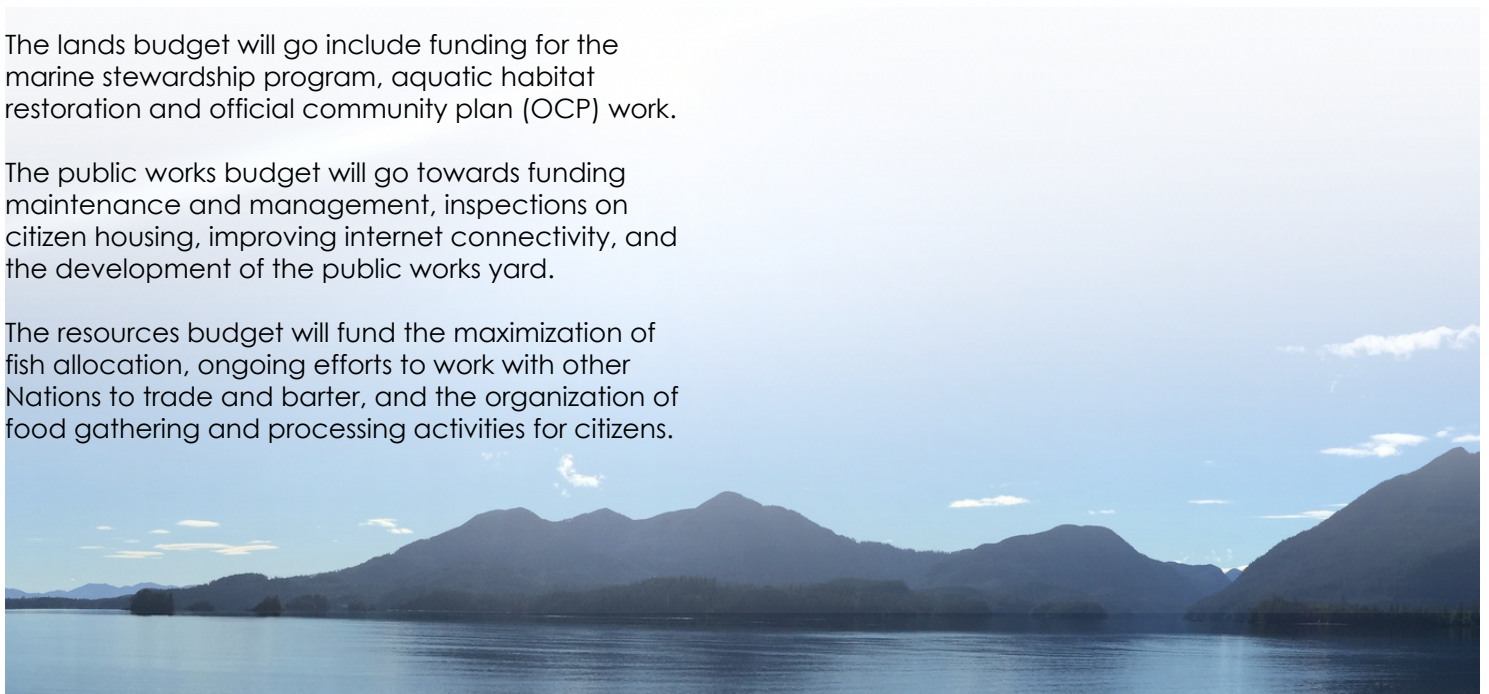 The lands budget will go include funding for the
marine stewardship program, aquatic habitat
restoration and official community plan (OCP) work.
The public works budget will go towards funding
maintenance and management, inspections on
citizen housing, improving internet connectivity, and
the development of the public works yard.
The resources budget will fund the maximization of
fish allocation, ongoing efforts to work with other
Nations to trade and barter, and the organization of
food gathering and processing activities for citizens.